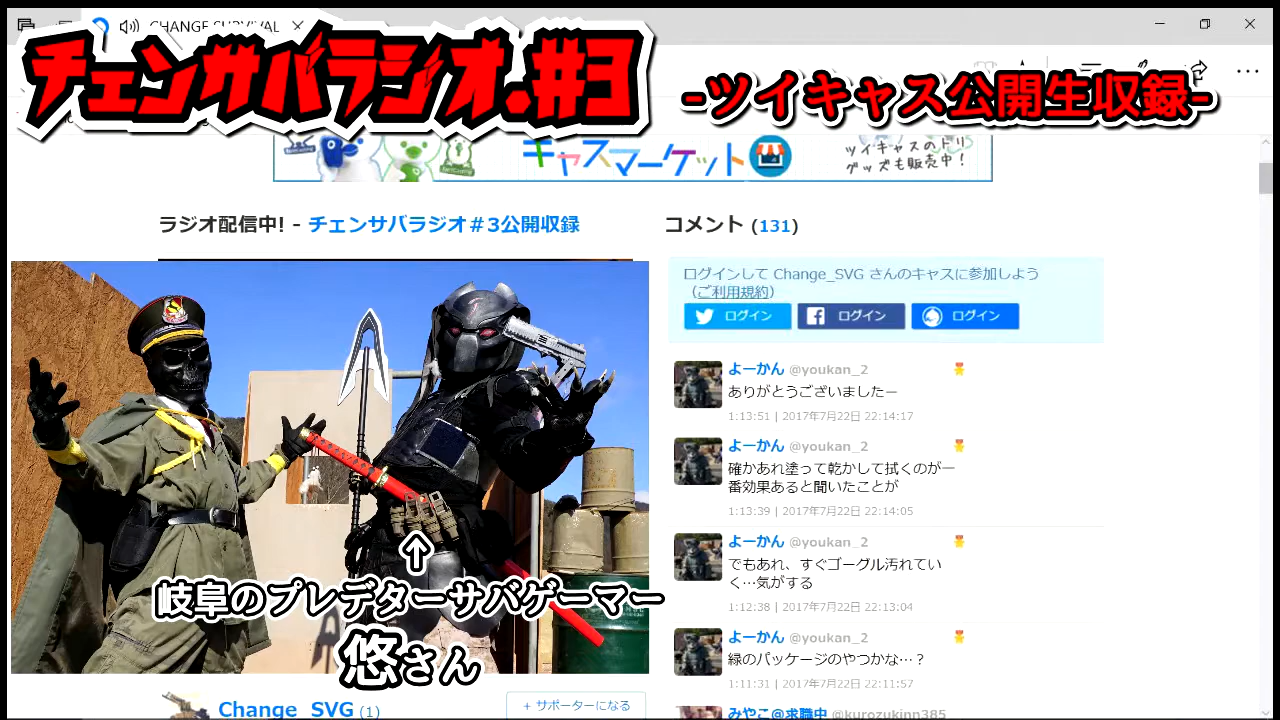 CHANGE SURVIVAL
チェンサバラジオ.#3
-ツイキャス公開生収録-
キャスマーケット
ツイキャスのトリ
グッズも販売中!
ラジオ配信中! - チェンサバラジオ＃3公開収録
コメント (131)
ログインして Change_SVG さんのキャスに参加しよう
（ご利用規約）
ログイン
ログイン
ログイン
よーかん @youkan_2
ありがとうございましたー
1:13:51 | 2017年7月22日 22:14:17
よーかん @youkan_2
確かあれ塗って乾かして拭くのが一
番効果あると聞いたことが
1:13:39 | 2017年7月22日 22:14:05
よーかん @youkan_2
でもあれ、すぐゴーグル汚れてい
く…気がする
1:12:38 | 2017年7月22日 22:13:04
よーかん @youkan_2
緑のパッケージのやつかな…？
1:11:31 | 2017年7月22日 22:11:57
みやこ@求職中 @kurozukinn385
↑
岐阜のプレデターサバゲーマー
悠さん
Change_SVG (1)
+ サポーターになる